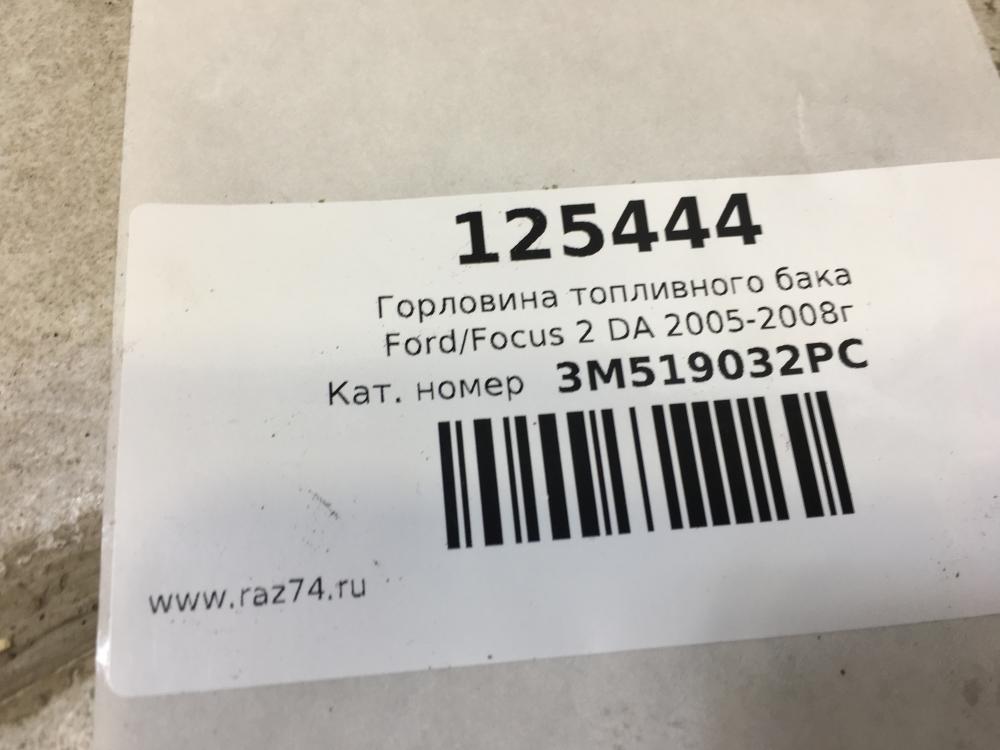 125444
Горловина топливного бака
Ford/Focus 2 DA 2005-2008г
Кат. номер 3M519032PC
www.raz74.ru